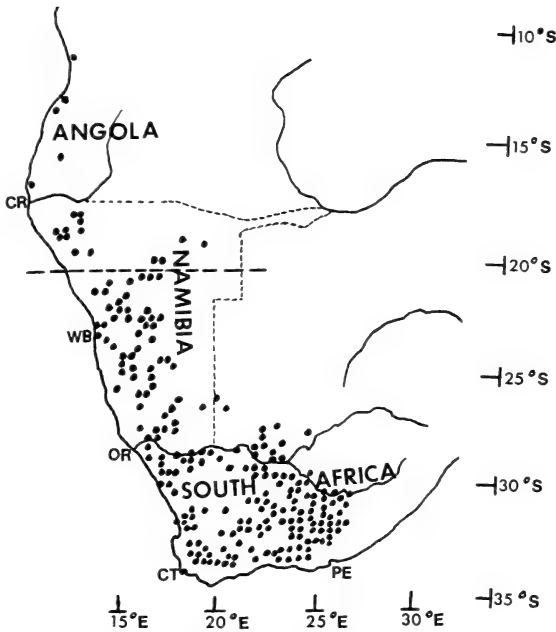 10°S
ANGOLA
15°S
CR
NAMIBIA
20°S
WB
25°S
OR
SOUTH AFRICA
30°S
CT
PE
35°S
15°E 20°E 25°E 30°E